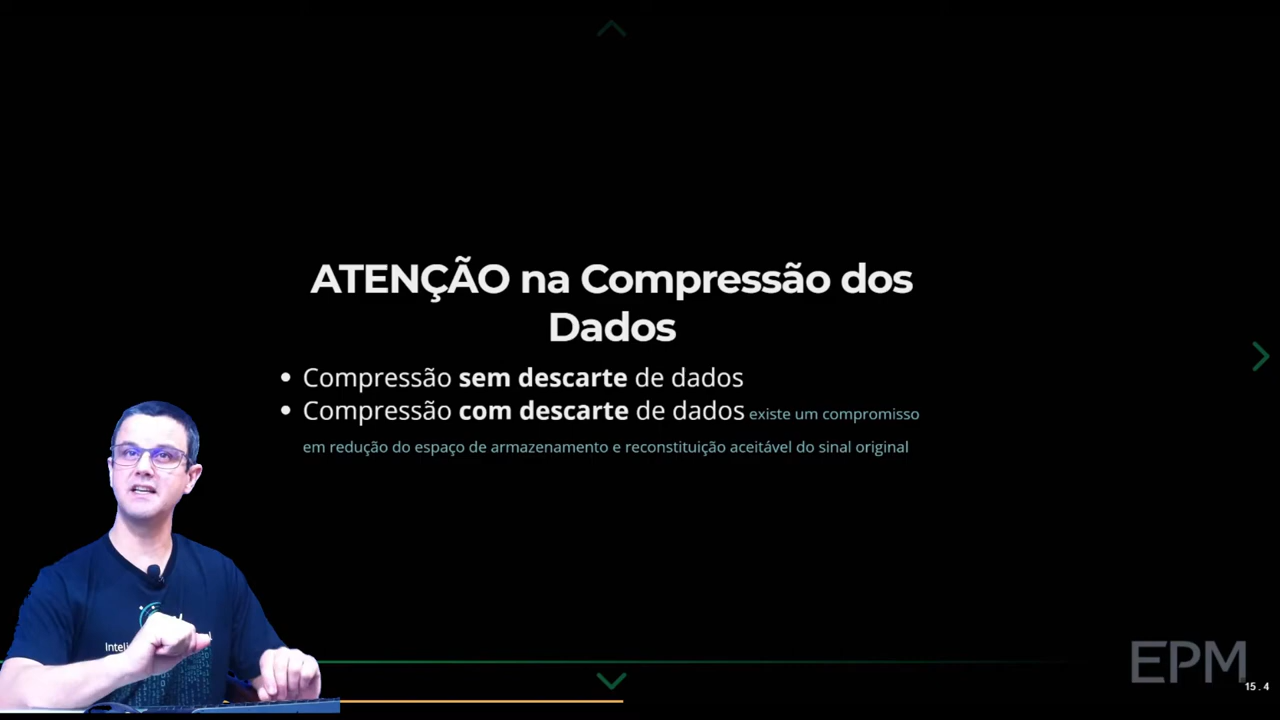 ATENÇÃO na Compressão dos
Dados
• Compressão sem descarte de dados
• Compressão com descarte de dados existe um compromisso
em redução do espaço de armazenamento e reconstituição aceitável do sinal original
Inteli
EPM
15.4